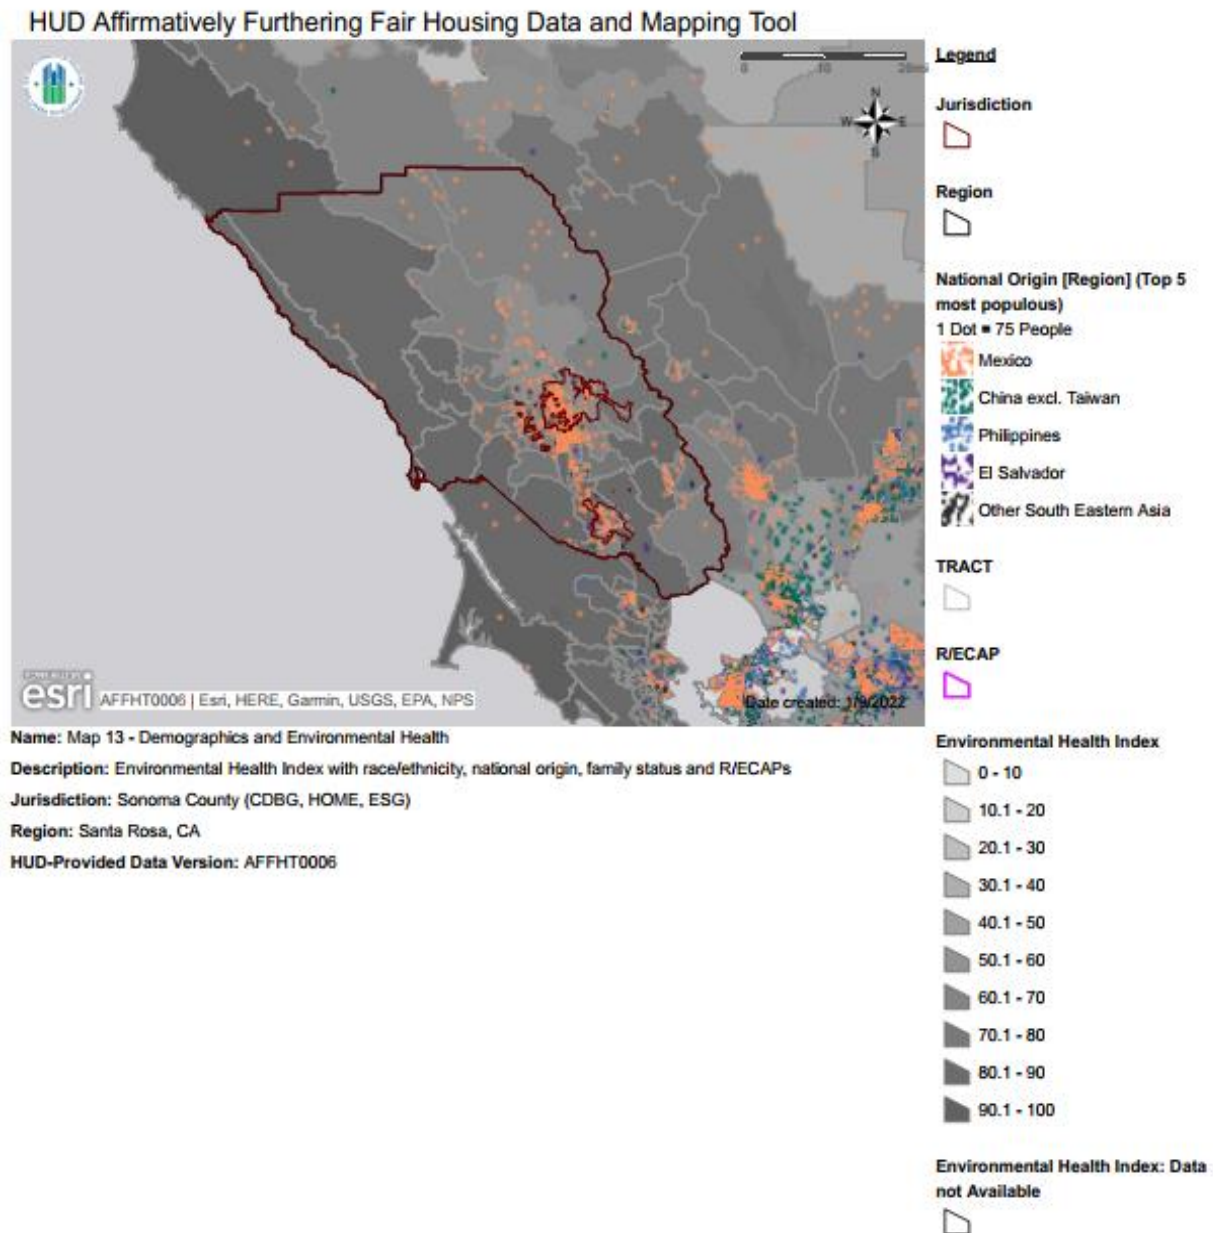 HUD Affirmatively Furthering Fair Housing Data and Mapping Tool
0 10 20mi
N
W E
S
esri AFFHT0006 | Esri, HERE, Garmin, USGS, EPA, NPS
Date created: 1/9/2022
Name: Map 13 - Demographics and Environmental Health
Description: Environmental Health Index with race/ethnicity, national origin, family status and R/ECAPs
Jurisdiction: Sonoma County (CDBG, HOME, ESG)
Region: Santa Rosa, CA
HUD-Provided Data Version: AFFHT0006
Legend
Jurisdiction
Region
National Origin [Region] (Top 5
most populous)
1 Dot = 75 People
Mexico
China excl. Taiwan
Philippines
El Salvador
Other South Eastern Asia
TRACT
R/ECAP
Environmental Health Index
0 - 10
10.1 - 20
20.1 - 30
30.1 - 40
40.1 - 50
50.1 - 60
60.1 - 70
70.1 - 80
80.1 - 90
90.1 - 100
Environmental Health Index: Data
not Available